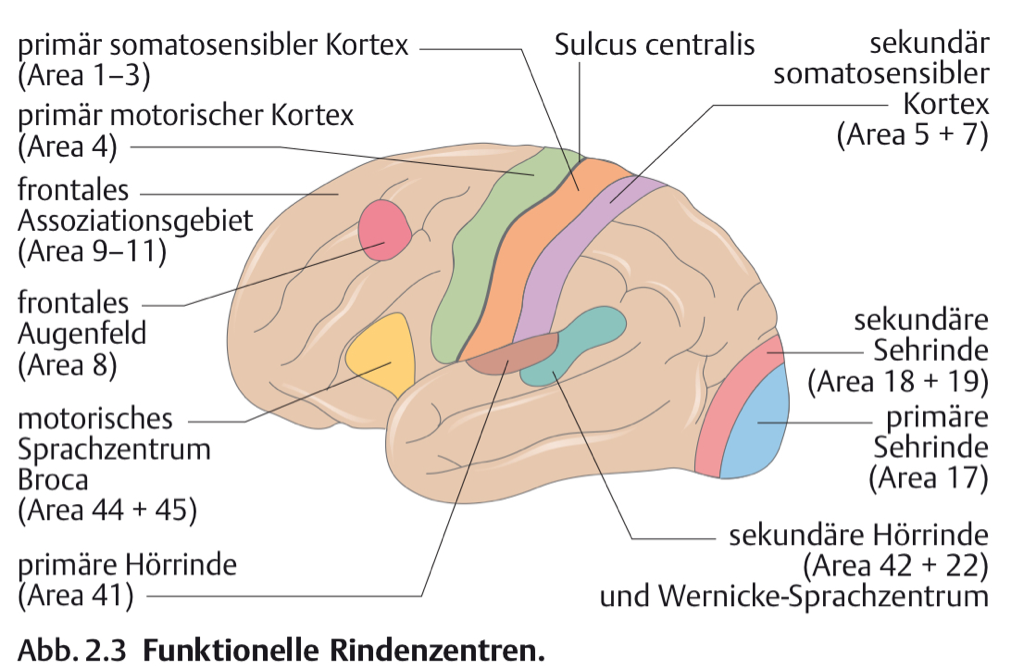 primär somatosensibler Kortex
(Area 1–3)
primär motorischer Kortex
(Area 4)
frontales
Assoziationsgebiet
(Area 9–11)
frontales
Augenfeld
(Area 8)
motorisches
Sprachzentrum
Broca
(Area 44 + 45)
primäre Hörrinde
(Area 41)
Sulcus centralis
sekundär
somatosensibler
Kortex
(Area 5 + 7)
sekundäre
Sehrinde
(Area 18 + 19)
primäre
Sehrinde
(Area 17)
sekundäre Hörrinde
(Area 42 + 22)
und Wernicke-Sprachzentrum
Abb. 2.3 Funktionelle Rindenzentren.